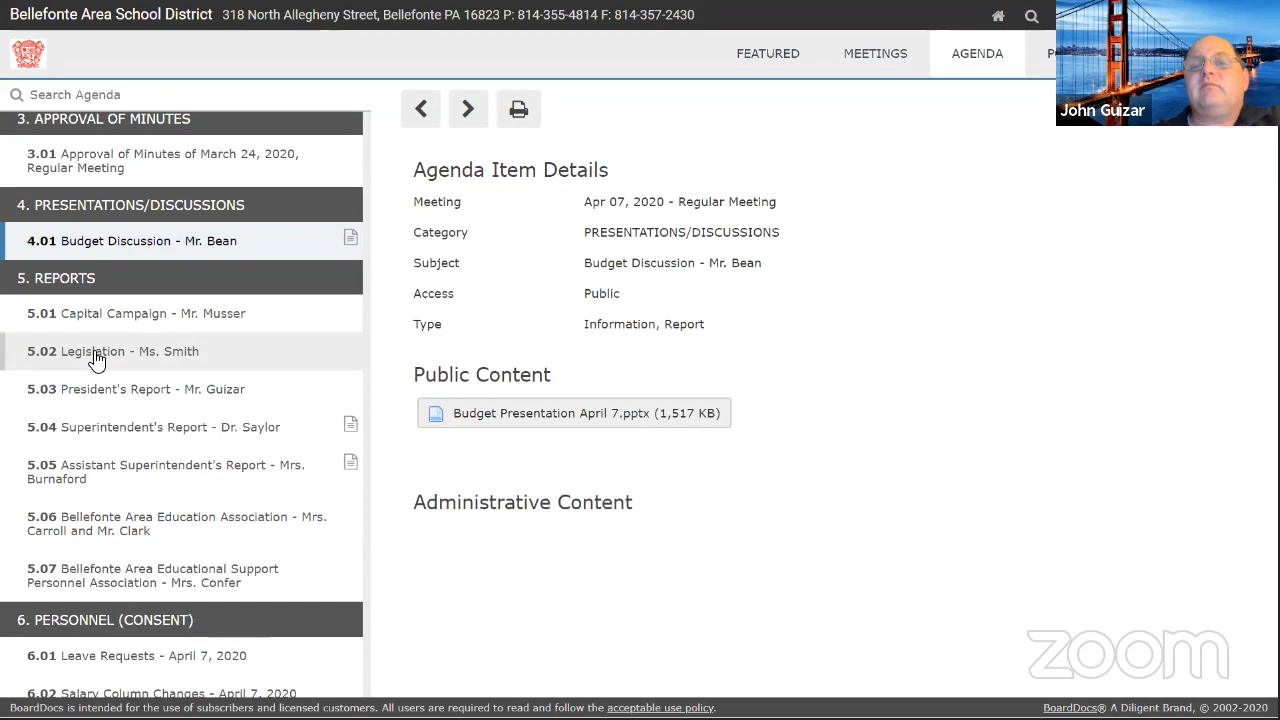 Bellefonte Area School District 318 North Allegheny Street, Bellefonte PA 16823 P: 814-355-4814 F: 814-357-2430
FEATURED MEETINGS AGENDA P
John Guizar
Search Agenda
3. APPROVAL OF MINUTES
3.01 Approval of Minutes of March 24, 2020,
Regular Meeting
4. PRESENTATIONS/DISCUSSIONS
4.01 Budget Discussion - Mr. Bean
5. REPORTS
5.01 Capital Campaign - Mr. Musser
5.02 Legislation - Ms. Smith
5.03 President's Report - Mr. Guizar
5.04 Superintendent's Report - Dr. Saylor
5.05 Assistant Superintendent's Report - Mrs.
Burnaford
5.06 Bellefonte Area Education Association - Mrs.
Carroll and Mr. Clark
5.07 Bellefonte Area Educational Support
Personnel Association - Mrs. Confer
6. PERSONNEL (CONSENT)
6.01 Leave Requests - April 7, 2020
6.02 Salary Column Changes - April 7, 2020
Agenda Item Details
Meeting Apr 07, 2020 - Regular Meeting
Category PRESENTATIONS/DISCUSSIONS
Subject Budget Discussion - Mr. Bean
Access Public
Type Information, Report
Public Content
Budget Presentation April 7.pptx (1,517 KB)
Administrative Content
zoom
BoardDocs is intended for the use of subscribers and licensed customers. All users are required to read and follow the acceptable use policy. BoardDocs® A Diligent Brand, © 2002-2020